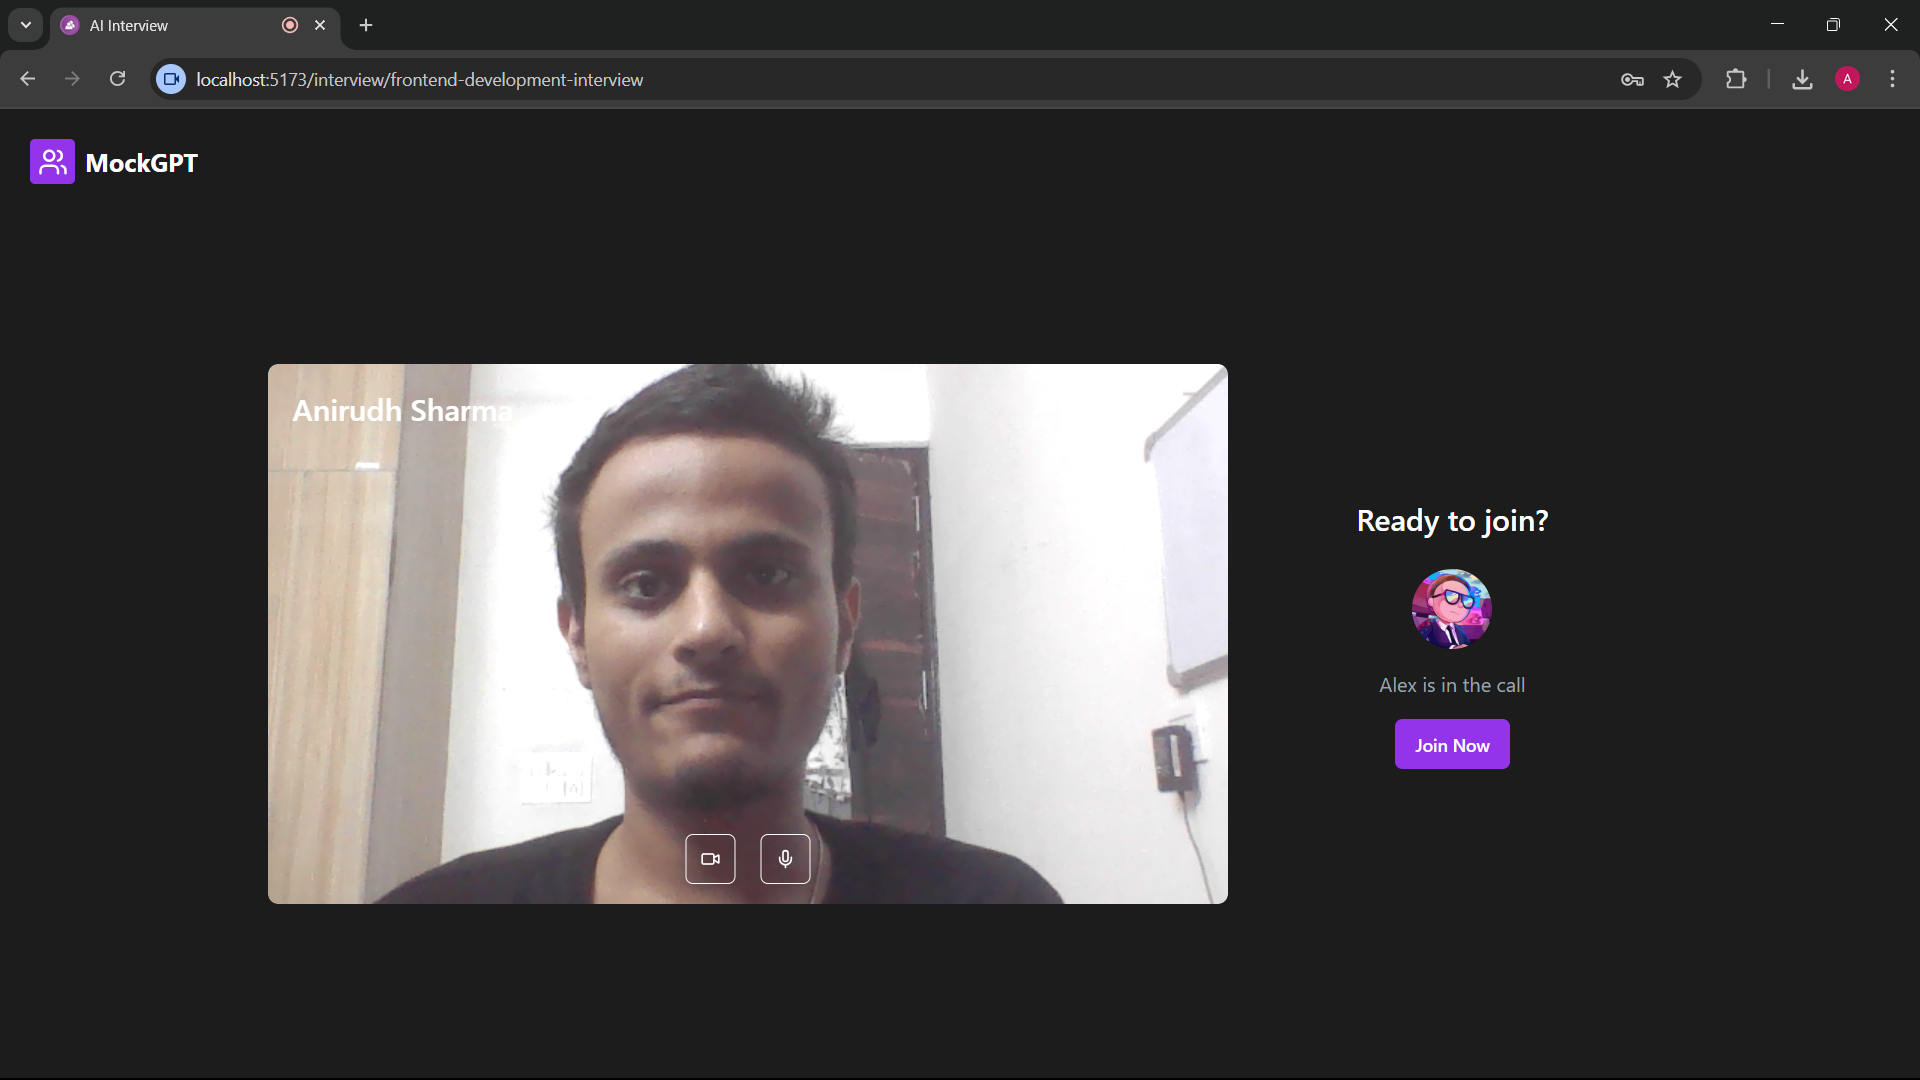 AI Interview
localhost:5173/interview/frontend-development-interview
A
MockGPT
Anirudh Sharma
Ready to join?
Alex is in the call
Join Now